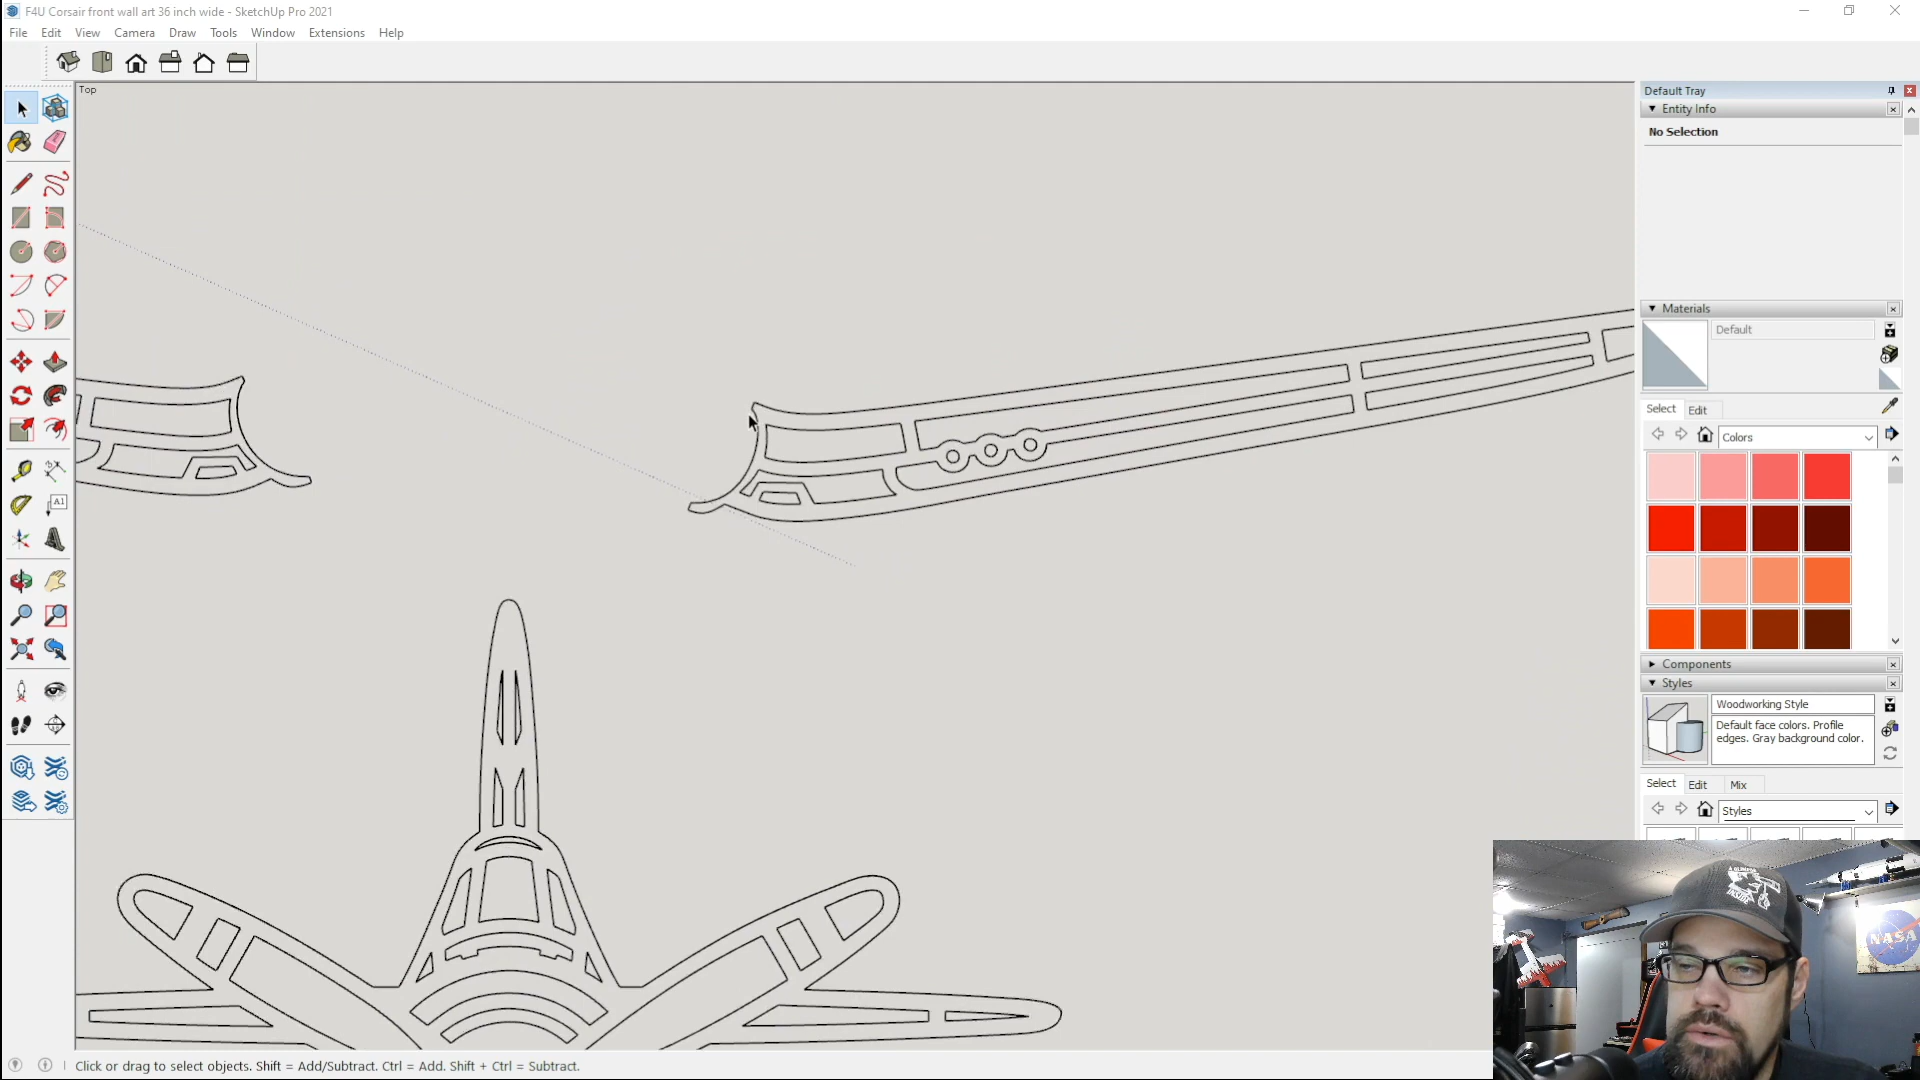 F4U Corsair front wall art 36 inch wide - SketchUp Pro 2021
File Edit View Camera Draw Tools Window Extensions Help
Top
Default Tray
Entity Info
No Selection
A1
Materials
Default
Select Edit
Colors
Components
Styles
Woodworking Style
Default face colors. Profile
edges. Gray background color.
Select Edit Mix
Styles
NASA
Click or drag to select objects. Shift = Add/Subtract. Ctrl = Add. Shift + Ctrl = Subtract.